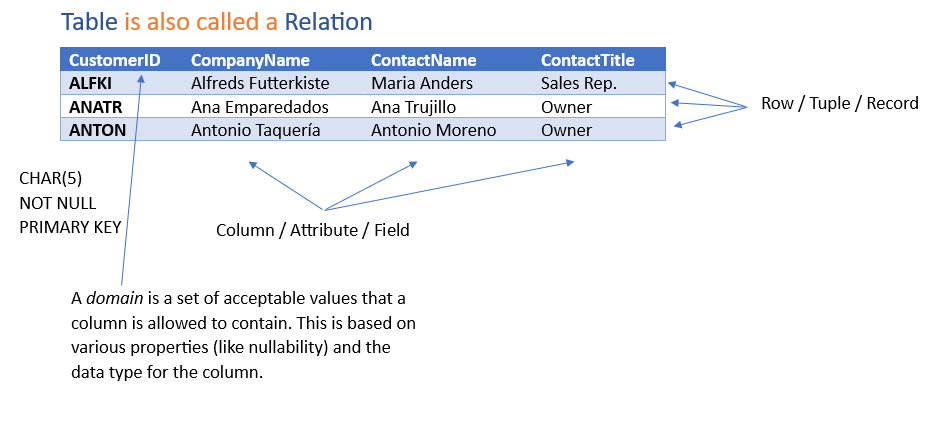 Table is also called a Relation
CustomerID CompanyName ContactName ContactTitle
ALFKI Alfreds Futterkiste Maria Anders Sales Rep.
ANATR Ana Emparedados Ana Trujillo Owner
ANTON Antonio Taquería Antonio Moreno Owner
Row / Tuple / Record
CHAR(5)
NOT NULL
PRIMARY KEY
Column / Attribute / Field
A domain is a set of acceptable values that a
column is allowed to contain. This is based on
various properties (like nullability) and the
data type for the column.